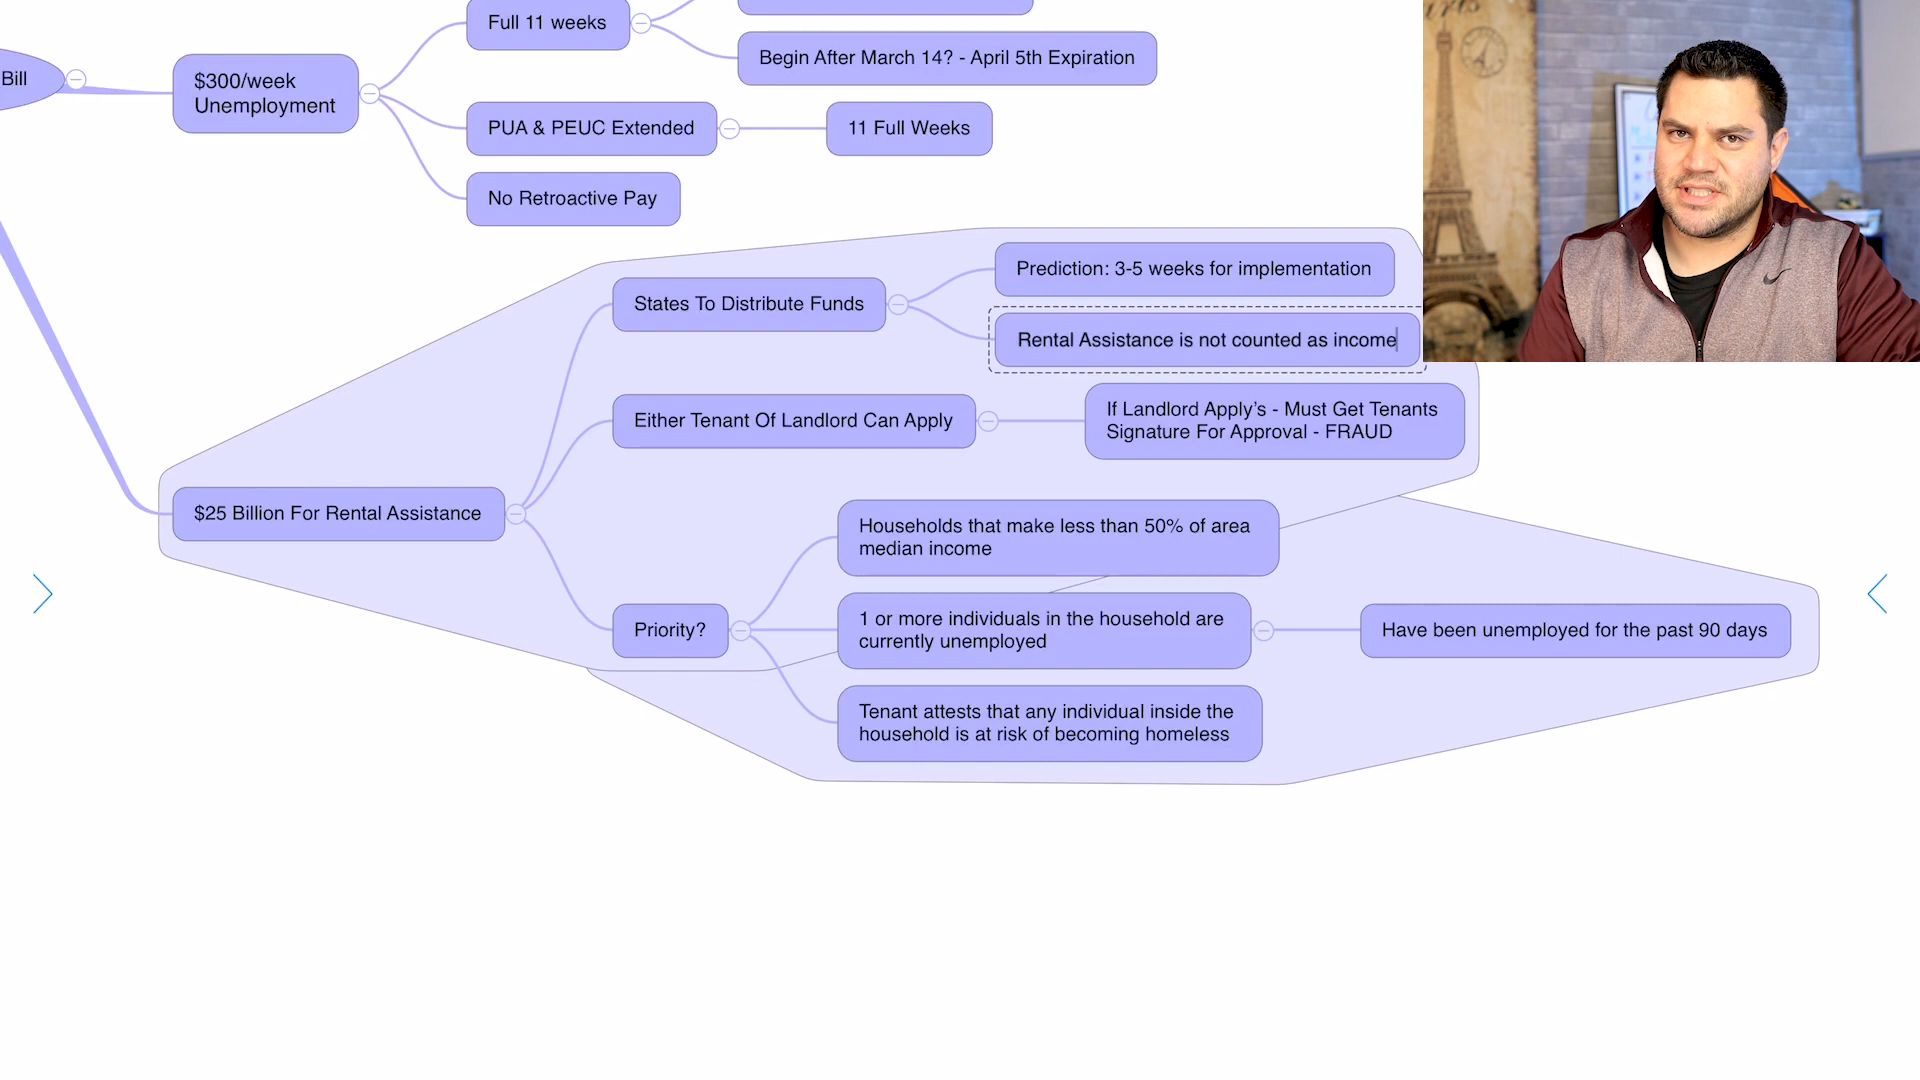 Bill
$300/week
Unemployment
Full 11 weeks
Begin After March 14? - April 5th Expiration
PUA & PEUC Extended
11 Full Weeks
No Retroactive Pay
$25 Billion For Rental Assistance
States To Distribute Funds
Prediction: 3-5 weeks for implementation
Rental Assistance is not counted as income
Either Tenant Of Landlord Can Apply
If Landlord Apply's - Must Get Tenants
Signature For Approval - FRAUD
Priority?
Households that make less than 50% of area
median income
1 or more individuals in the household are
currently unemployed
Have been unemployed for the past 90 days
Tenant attests that any individual inside the
household is at risk of becoming homeless